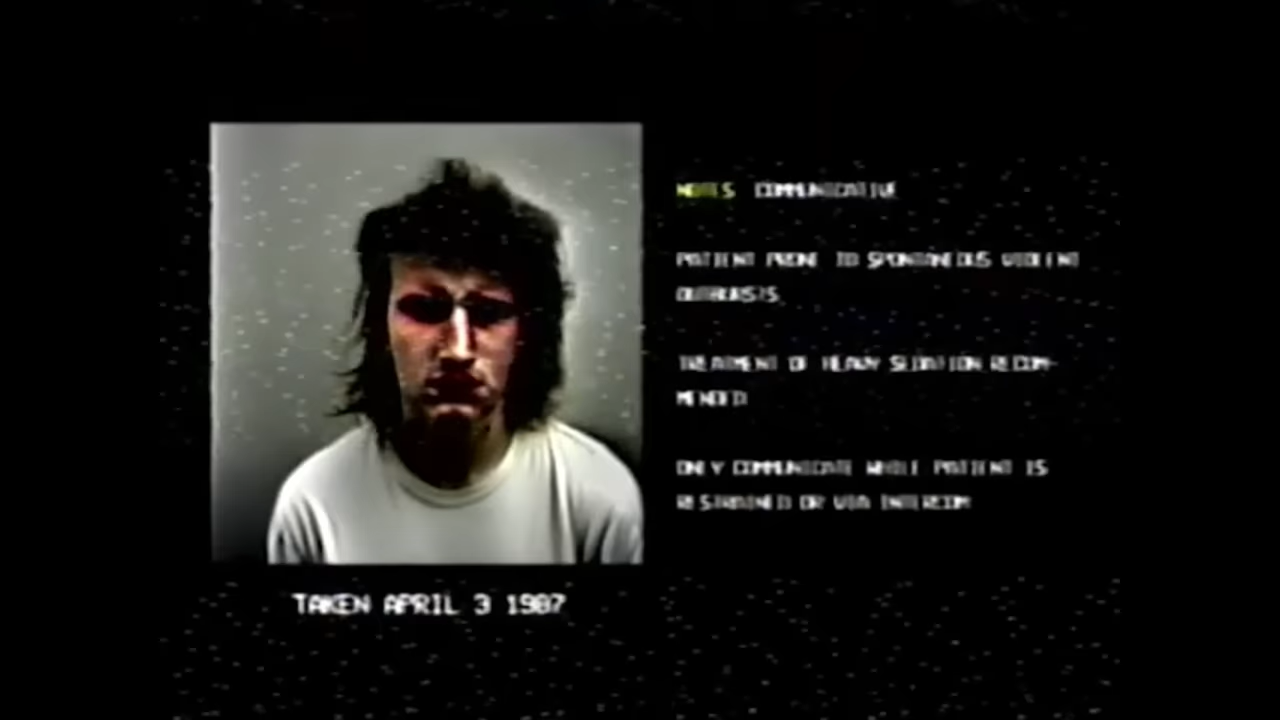 NOTES COMMUNICATIVE
PATIENT PRONE TO SPONTANEOUS VIOLENT
OUTBURSTS
TREATMENT OF HEAVY SEDATION RECOM-
MENDED
ONLY COMMUNICATE WHILE PATIENT IS
RESTRAINED OR VIA INTERCOM
TAKEN APRIL 3 1987